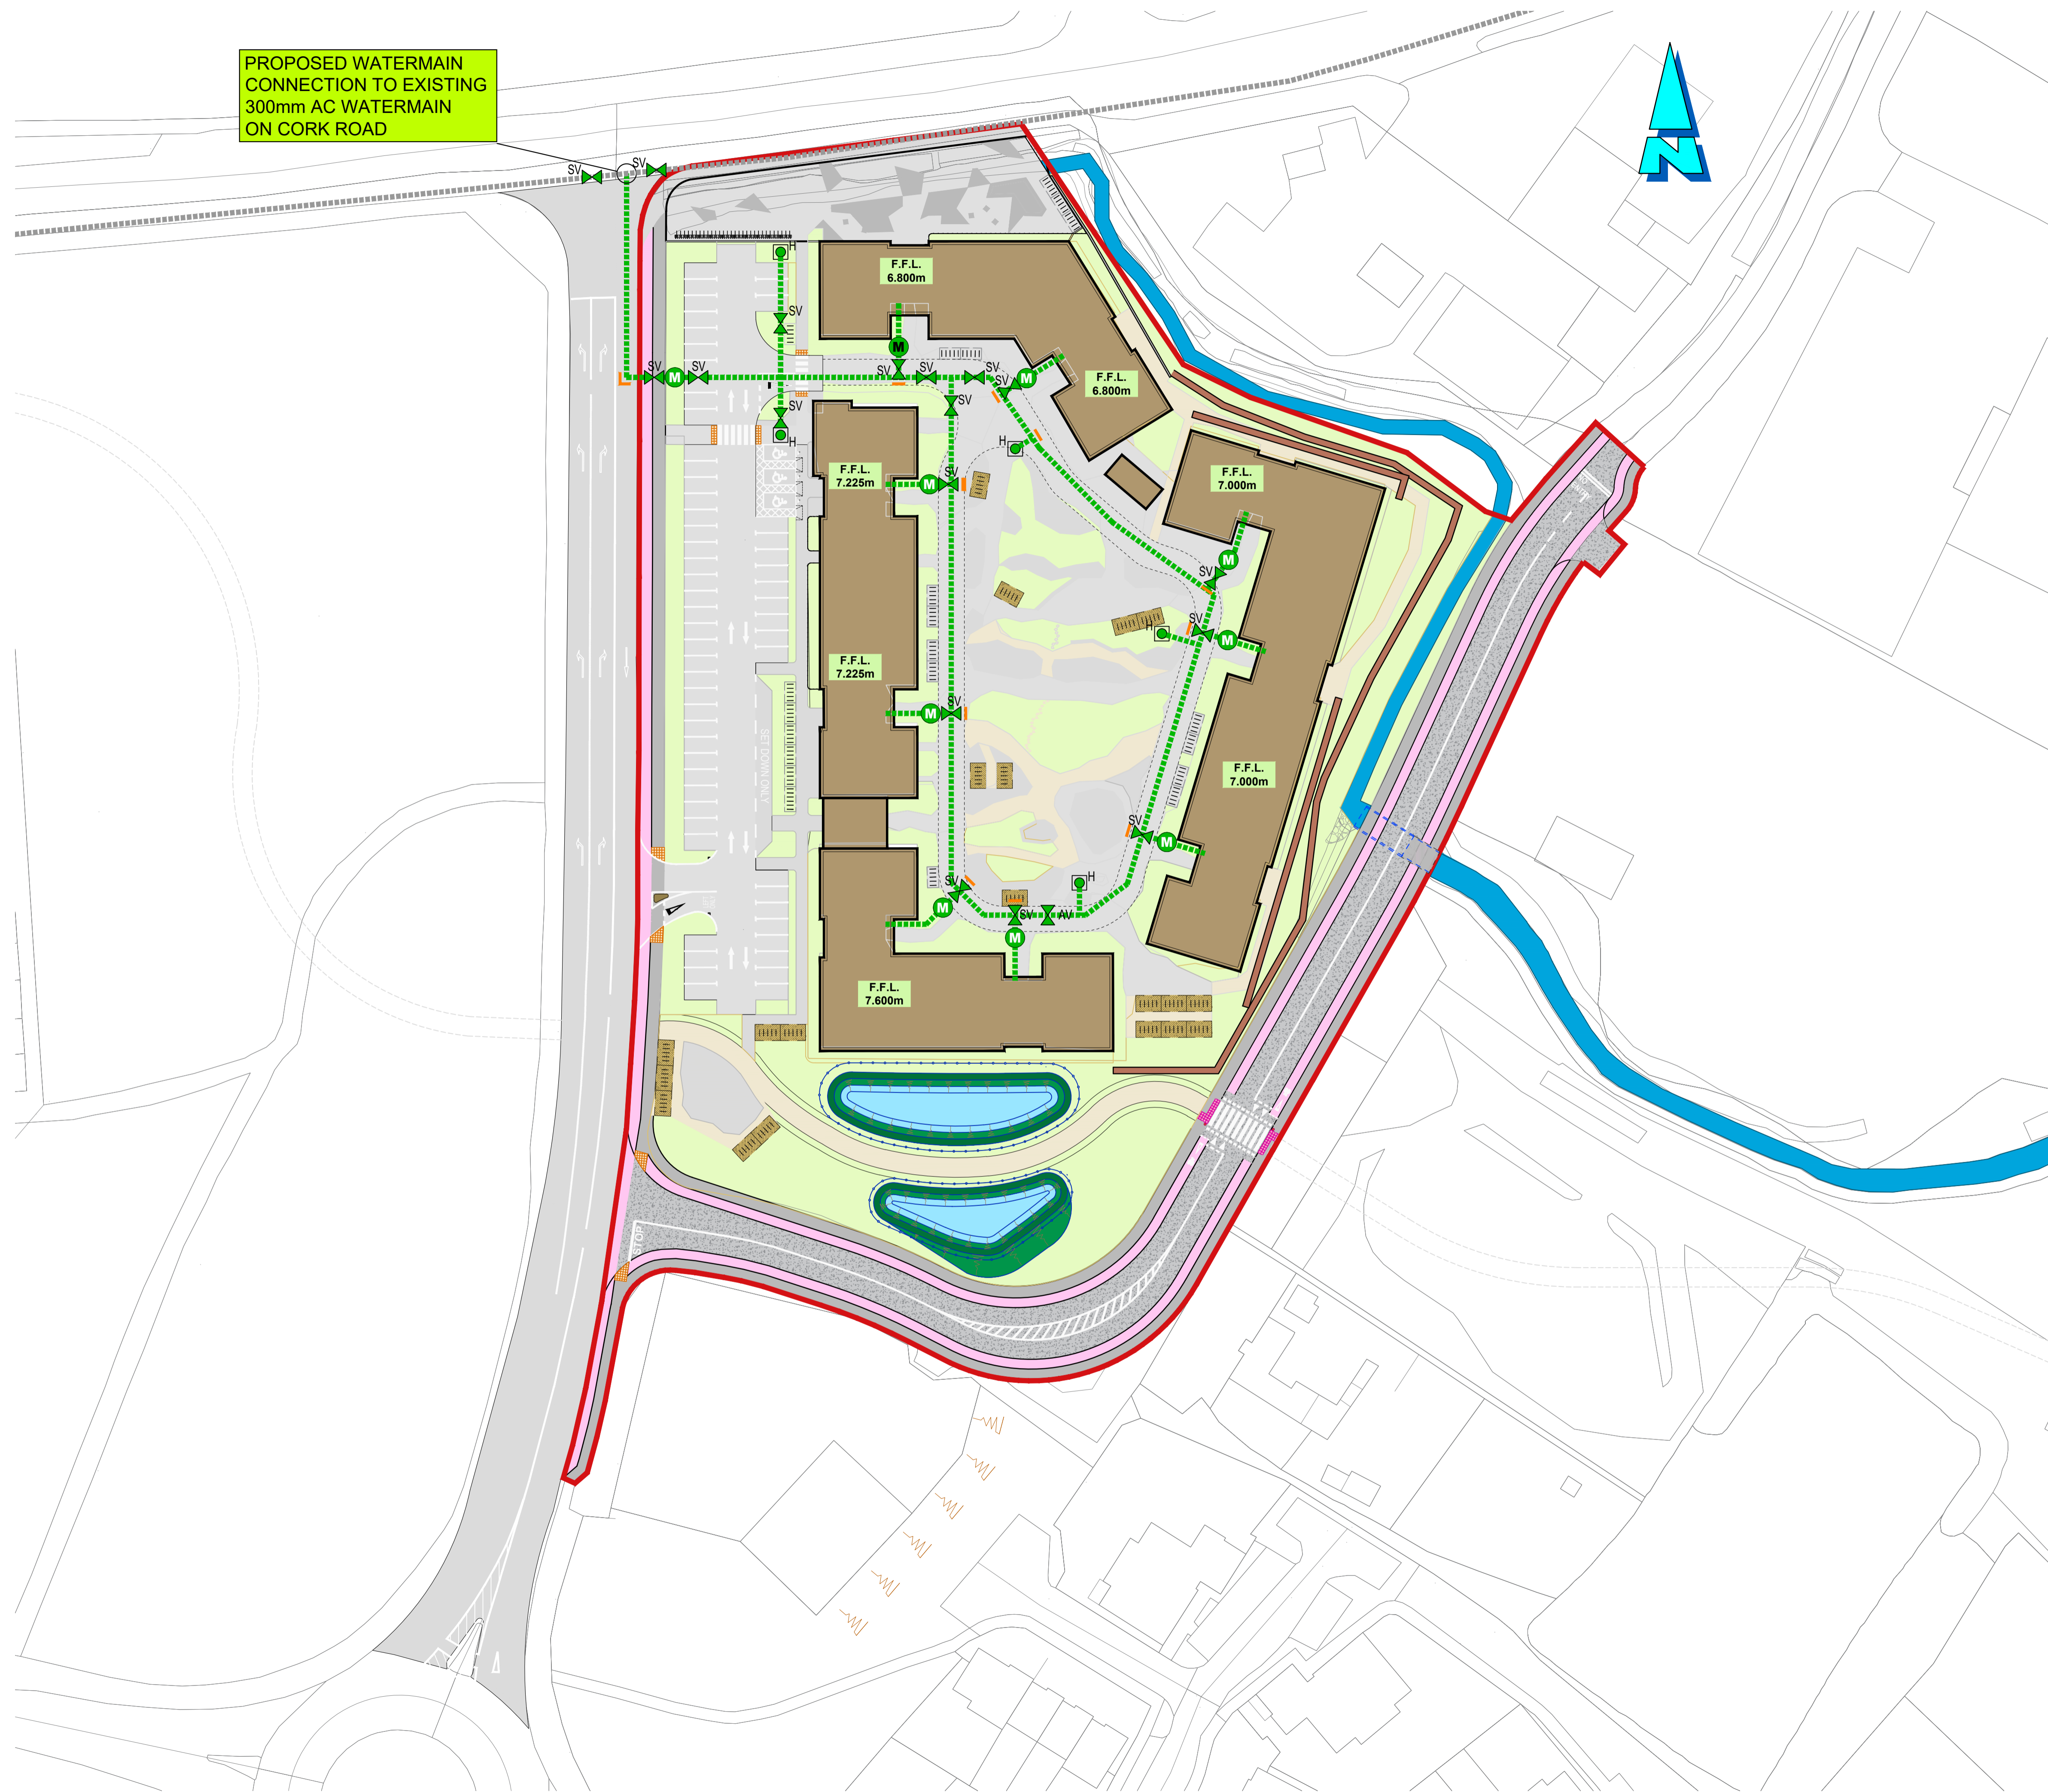 PROPOSED WATERMAIN
CONNECTION TO EXISTING
300mm AC WATERMAIN
ON CORK ROAD
N
SV
SV
H
F.F.L.
6.800m
SV
M
SV
M
SV
SV
SV
SV
SV
M
F.F.L.
6.800m
SV
SV
H
H
F.F.L.
7.225m
M
SV
F.F.L.
7.000m
M
SV
SV
H
M
F.F.L.
7.225m
M
SV
SET DOWN ONLY
F.F.L.
7.000m
SV
M
SV
M
H
SV
AV
M
F.F.L.
7.600m
STOP